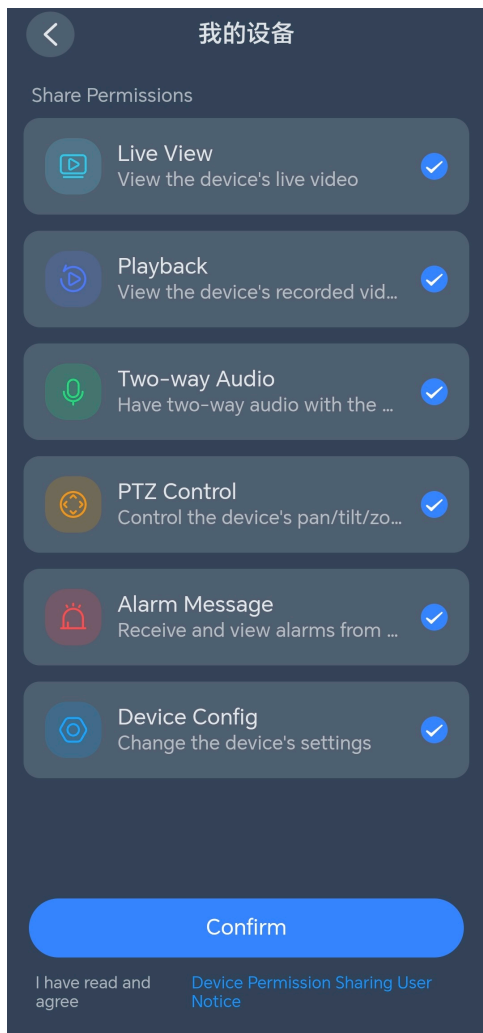 我的设备
Share Permissions
Live View
View the device's live video
Playback
View the device's recorded vid...
Two-way Audio
Have two-way audio with the ...
PTZ Control
Control the device's pan/tilt/zo...
Alarm Message
Receive and view alarms from ...
Device Config
Change the device's settings
Confirm
I have read and
agree
Device Permission Sharing User
Notice